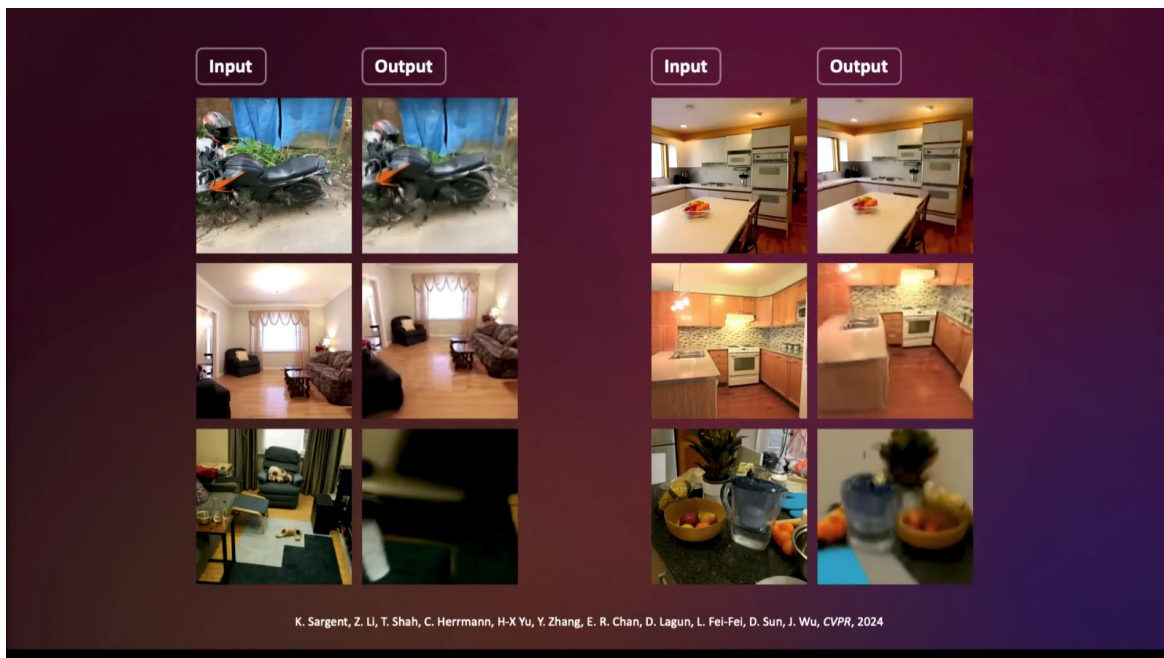 Input
Output
Input
Output
K. Sargent, Z. Li, T. Shah, C. Herrmann, H-X Yu, Y. Zhang, E. R. Chan, D. Lagun, L. Fei-Fei, D. Sun, J. Wu, CVPR, 2024